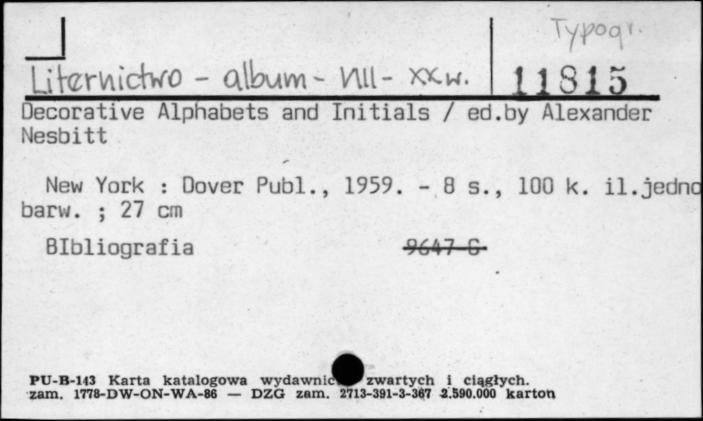 Typogr.
Liternictwo - album - VIII - XX w.
11815
Decorative Alphabets and Initials / ed.by Alexander
Nesbitt
New York : Dover Publ., 1959. - 8 s., 100 k. il.jedno
barw. ; 27 cm
BIbliografia 9647 G
PU-B-143 Karta katalogowa wydawnic zwartych i ciągłych.
zam. 1778-DW-ON-WA-86 — DZG zam. 2713-391-3-367 2.590.000 karton